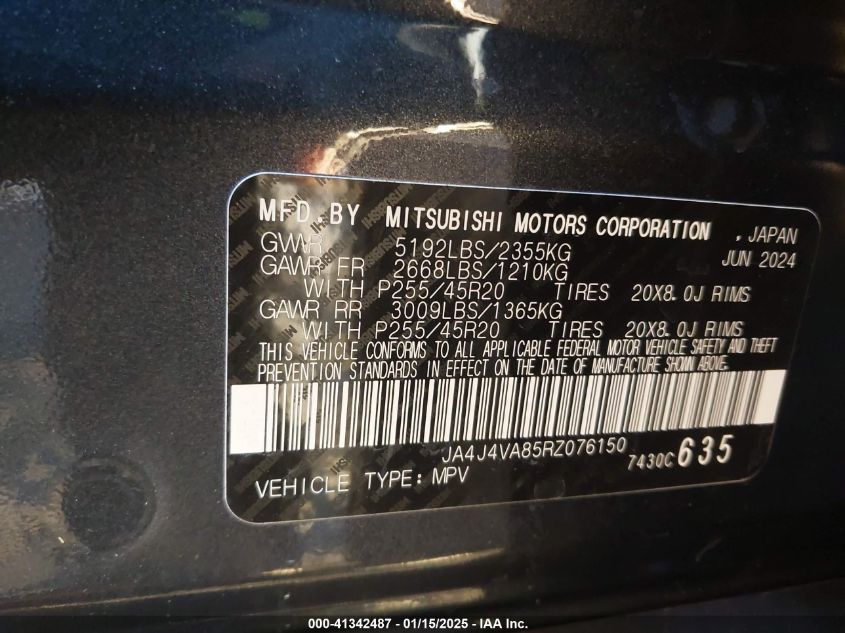 MFD.BY MITSUBISHI MOTORS CORPORATION , JAPAN
GVWR 5192LBS/2355KG JUN 2024
GAWR FR 2668LBS/1210KG
WITH P255/45R20 TIRES 20X8.0J RIMS
GAWR RR 3009LBS/1365KG
WITH P255/45R20 TIRES 20X8.0J RIMS
THIS VEHICLE CONFORMS TO ALL APPLICABLE FEDERAL MOTOR VEHICLE SAFETY AND THEFT
PREVENTION STANDARDS IN EFFECT ON THE DATE OF MANUFACTURE SHOWN ABOVE.
JA4J4VA85RZ076150
7430C 635
VEHICLE TYPE: MPV
000-41342487 - 01/15/2025 - IAA Inc.